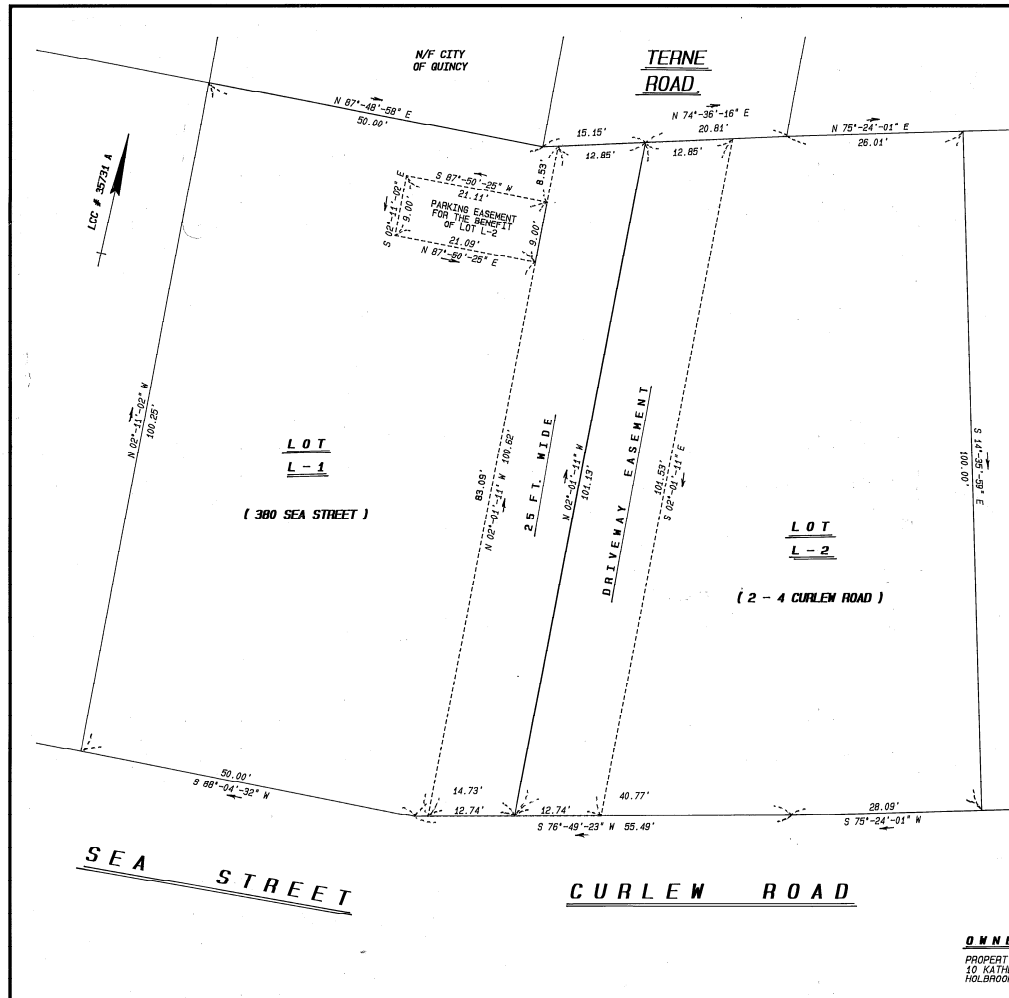 N/F CITY
OF QUINCY
TERNE
ROAD
N 87°-48'-58" E
50.00'
N 74°-36'-16" E
15.15'
20.81'
N 75°-24'-01" E
12.85'
12.85'
26.01'
8.53'
LCC # 35731 A
S 87°-50'-25" W
21.11'
PARKING EASEMENT
FOR THE BENEFIT
OF LOT L-2
S 02°-11'-02" E
9.00'
9.00'
21.09'
N 87°-50'-25" E
N 02°-11'-02" W
100.25'
LOT
L-1
( 380 SEA STREET )
83.09'
N 02°-01'-11" W 100.62'
25 FT. WIDE
N 02°-01'-11" W
101.13'
DRIVEWAY EASEMENT
101.53'
S 02°-01'-11" E
S 14°-35'-59" E
100.00'
LOT
L-2
( 2 - 4 CURLEW ROAD )
50.00'
S 88°-04'-32" W
14.73'
12.74'
12.74'
40.77'
S 76°-49'-23" W 55.49'
28.09'
S 75°-24'-01" W
SEA STREET
CURLEW ROAD
OWNE
PROPERT
10 KATHE
HOLBROOK